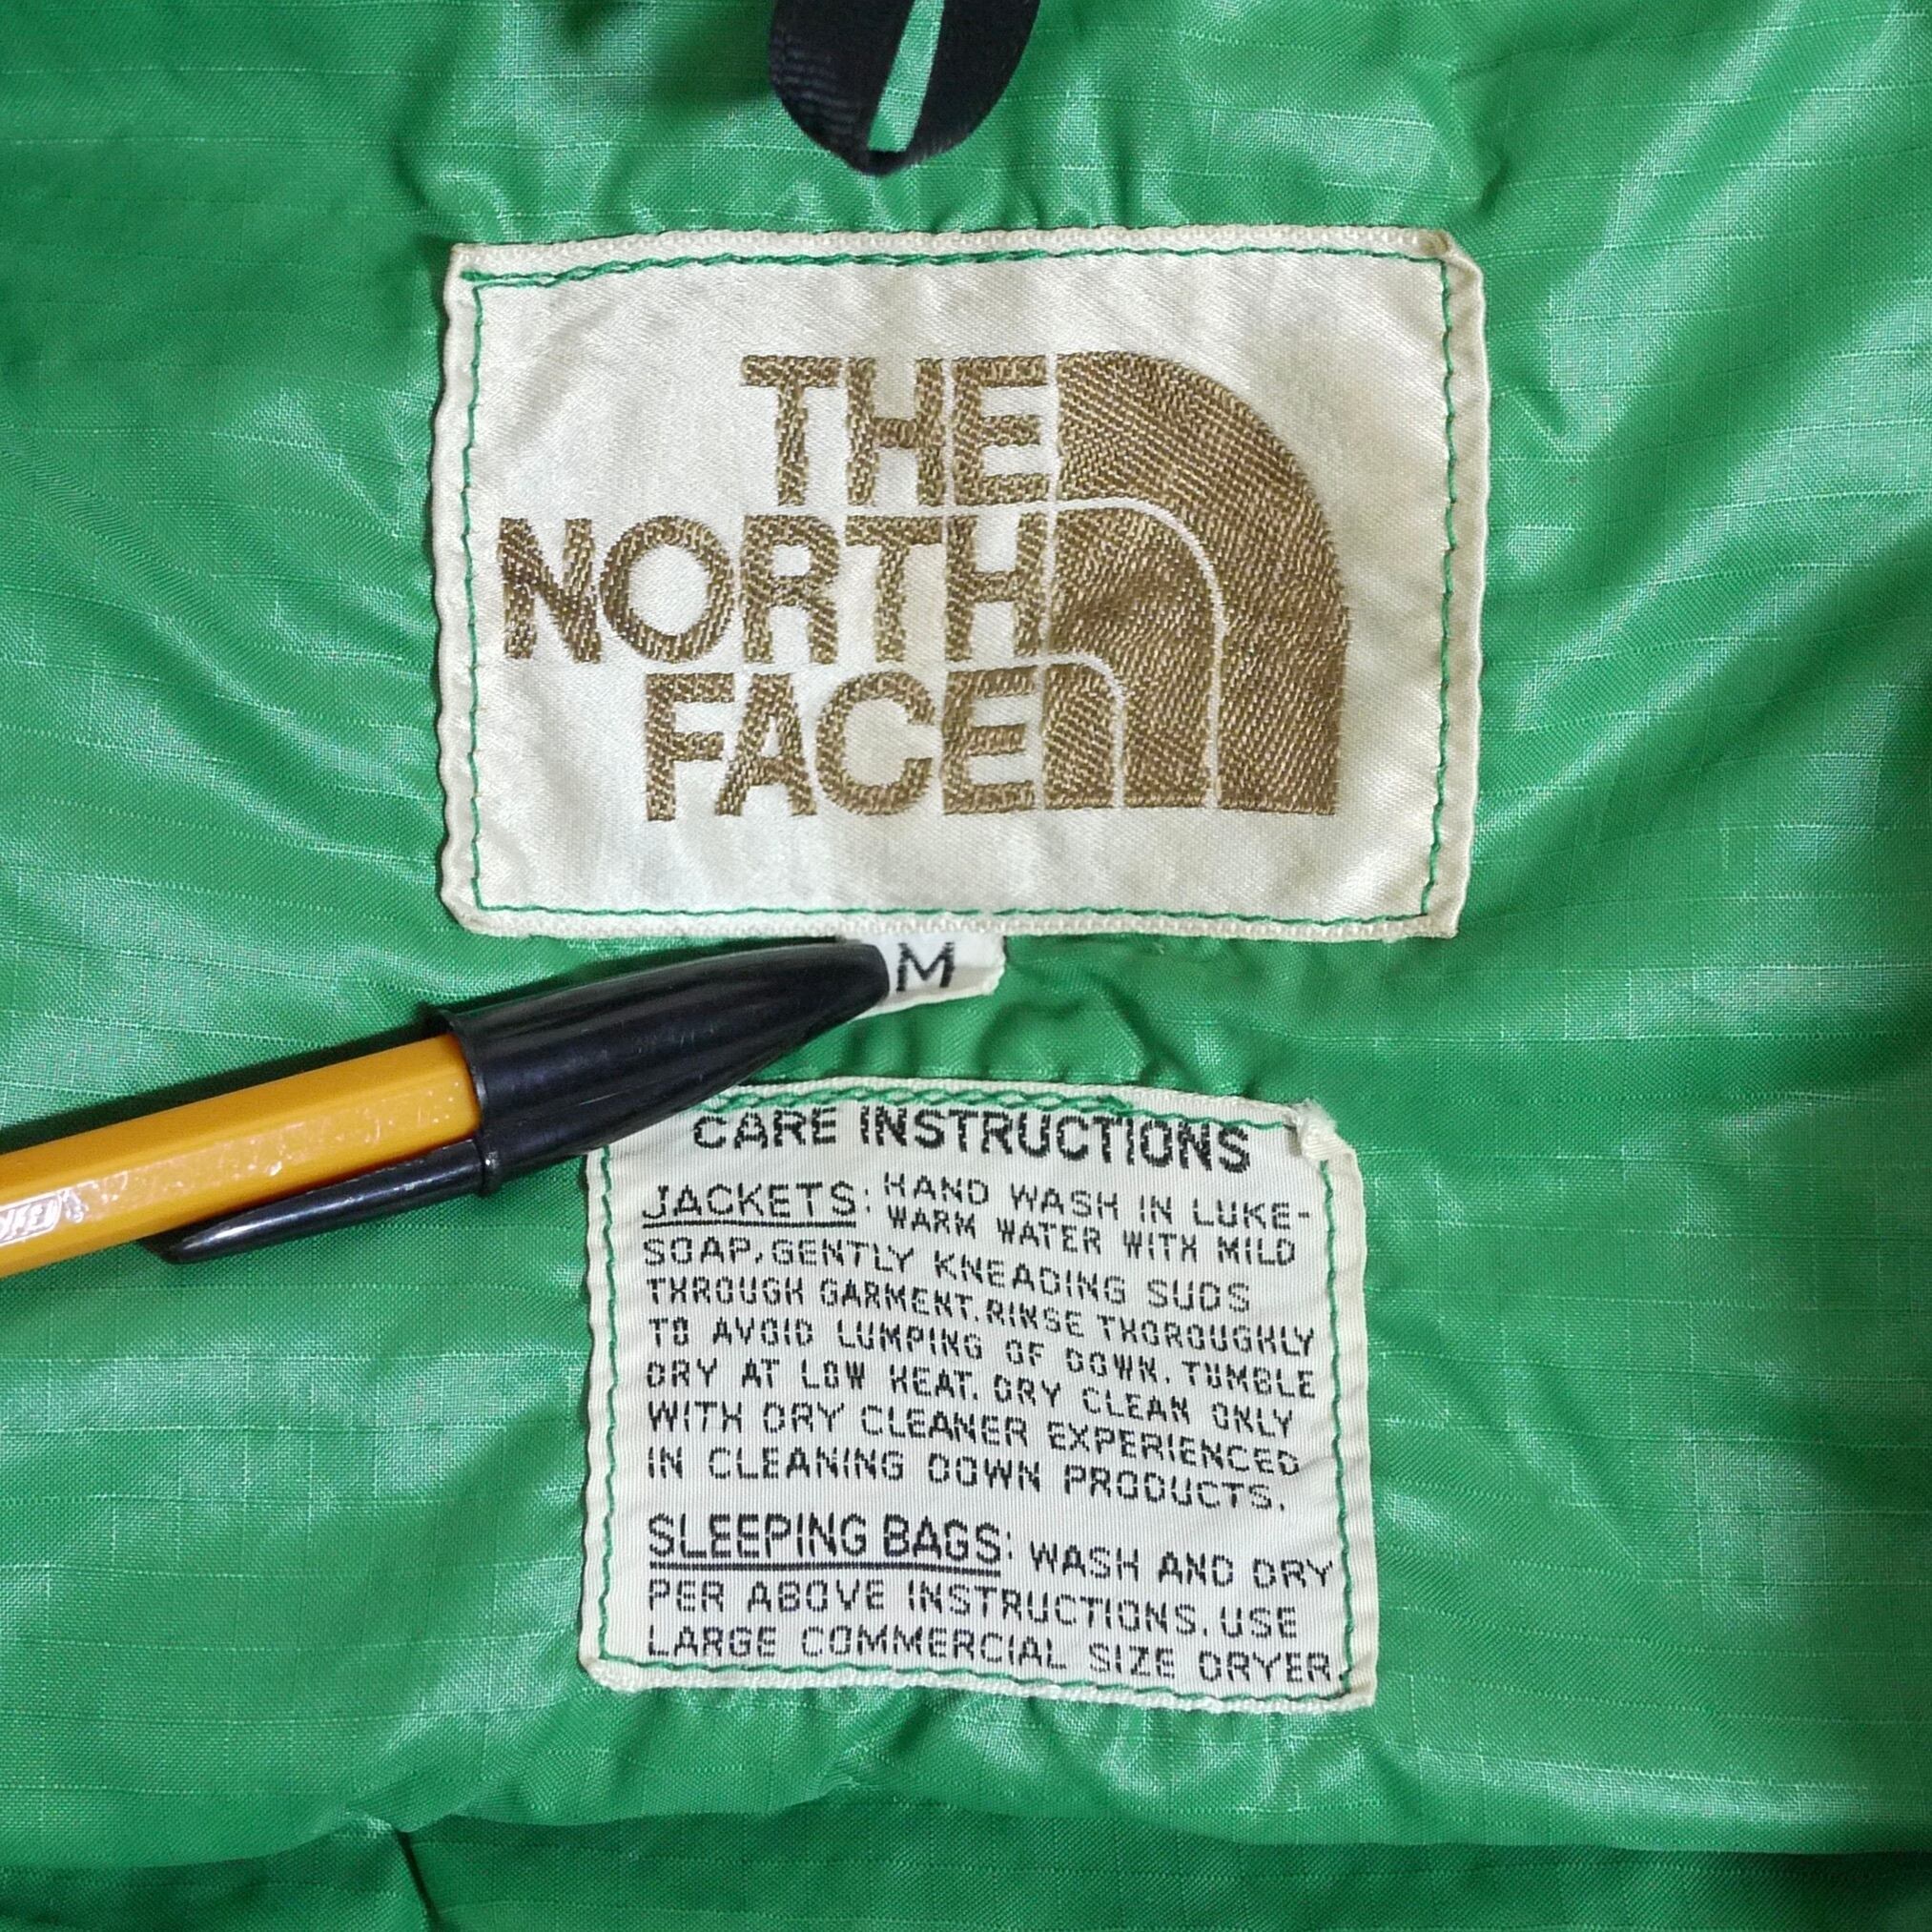 THE
NORTH
FACE
M
CARE INSTRUCTIONS
JACKETS: HAND WASH IN LUKE-
WARM WATER WITH MILD
SOAP, GENTLY KNEADING SUDS
THROUGH GARMENT. RINSE THOROUGHLY
TO AVOID LUMPING OF DOWN. TUMBLE
DRY AT LOW HEAT. DRY CLEAN ONLY
WITH DRY CLEANER EXPERIENCED
IN CLEANING DOWN PRODUCTS.
SLEEPING BAGS: WASH AND DRY
PER ABOVE INSTRUCTIONS. USE
LARGE COMMERCIAL SIZE DRYER.